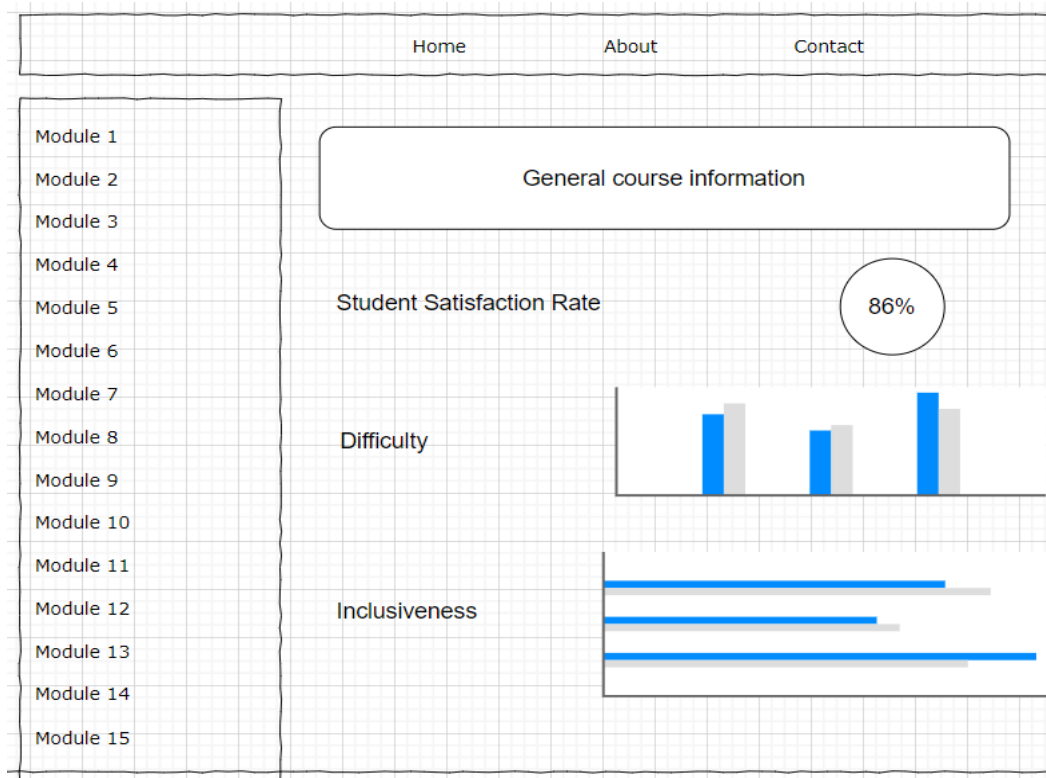 Home About Contact
Module 1
Module 2
Module 3
Module 4
Module 5
Module 6
Module 7
Module 8
Module 9
Module 10
Module 11
Module 12
Module 13
Module 14
Module 15
General course information
Student Satisfaction Rate
86%
Difficulty
Inclusiveness